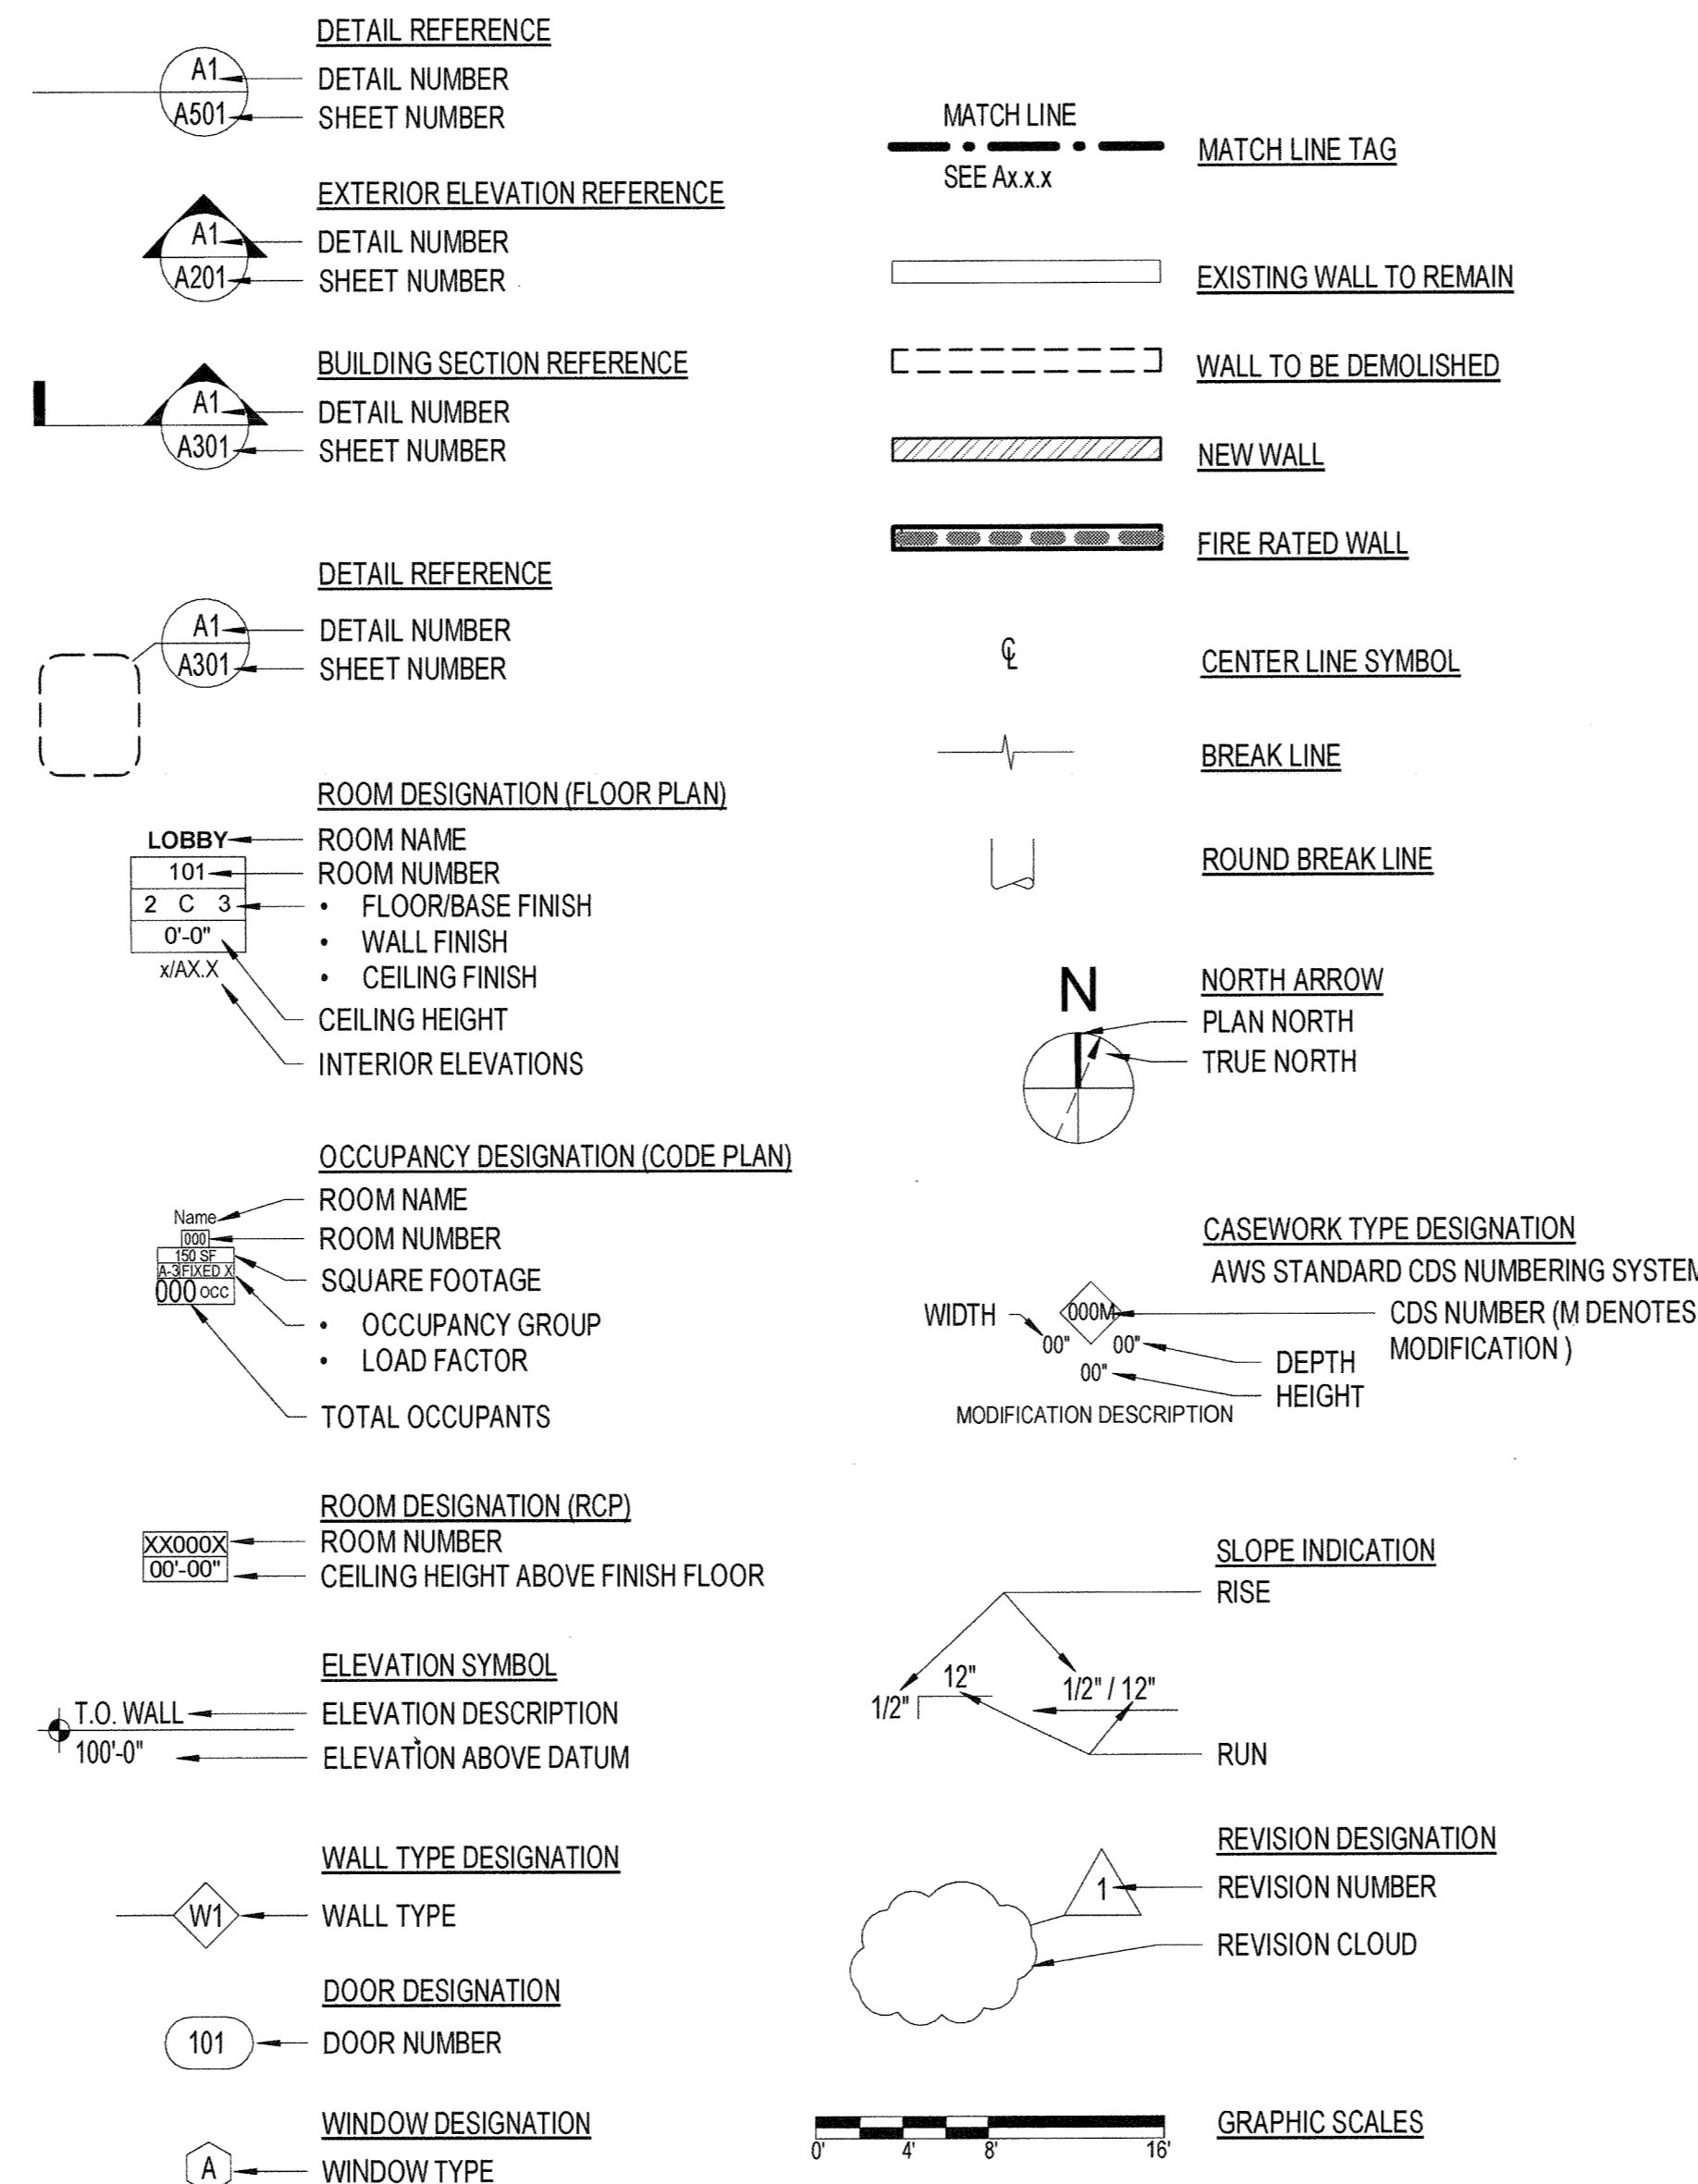 DETAIL REFERENCE
A1
DETAIL NUMBER
A501
SHEET NUMBER
EXTERIOR ELEVATION REFERENCE
A1
DETAIL NUMBER
A201
SHEET NUMBER
BUILDING SECTION REFERENCE
A1
DETAIL NUMBER
A301
SHEET NUMBER
DETAIL REFERENCE
A1
DETAIL NUMBER
A301
SHEET NUMBER
ROOM DESIGNATION (FLOOR PLAN)
LOBBY
ROOM NAME
101
ROOM NUMBER
2 C 3
• FLOOR/BASE FINISH
• WALL FINISH
• CEILING FINISH
0'-0"
x/AX.X
CEILING HEIGHT
INTERIOR ELEVATIONS
OCCUPANCY DESIGNATION (CODE PLAN)
Name
ROOM NAME
000
ROOM NUMBER
150 SF
SQUARE FOOTAGE
A-3 FIXED X
000 OCC
• OCCUPANCY GROUP
• LOAD FACTOR
TOTAL OCCUPANTS
ROOM DESIGNATION (RCP)
XX000X
ROOM NUMBER
00'-00"
CEILING HEIGHT ABOVE FINISH FLOOR
ELEVATION SYMBOL
T.O. WALL
ELEVATION DESCRIPTION
100'-0"
ELEVATION ABOVE DATUM
WALL TYPE DESIGNATION
W1
WALL TYPE
DOOR DESIGNATION
101
DOOR NUMBER
WINDOW DESIGNATION
A
WINDOW TYPE
MATCH LINE
SEE Ax.x.x
MATCH LINE TAG
EXISTING WALL TO REMAIN
WALL TO BE DEMOLISHED
NEW WALL
FIRE RATED WALL
℄
CENTER LINE SYMBOL
BREAK LINE
ROUND BREAK LINE
N
NORTH ARROW
PLAN NORTH
TRUE NORTH
CASEWORK TYPE DESIGNATION
AWS STANDARD CDS NUMBERING SYSTEM
WIDTH
000M
CDS NUMBER (M DENOTES
MODIFICATION )
00"
00"
DEPTH
00"
HEIGHT
MODIFICATION DESCRIPTION
SLOPE INDICATION
RISE
12"
1/2"
1/2" / 12"
RUN
REVISION DESIGNATION
1
REVISION NUMBER
REVISION CLOUD
GRAPHIC SCALES
0' 4' 8' 16'